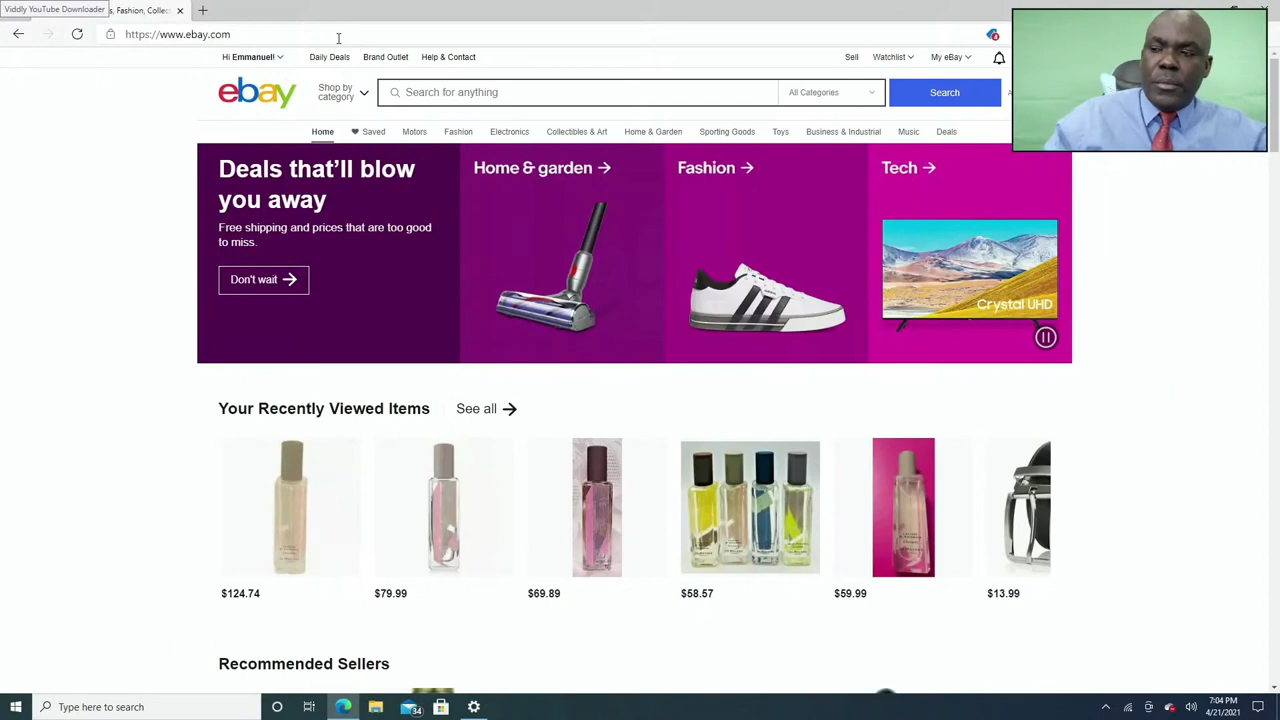 Viddly YouTube Downloader
s, Fashion, Collec
https://www.ebay.com
Hi Emmanuel!
Daily Deals
Brand Outlet
Help & Contact
Sell
Watchlist
My eBay
ebay
Shop by
category
Search for anything
All Categories
Search
Home
Saved
Motors
Fashion
Electronics
Collectibles & Art
Home & Garden
Sporting Goods
Toys
Business & Industrial
Music
Deals
Deals that'll blow
you away
Free shipping and prices that are too good
to miss.
Don't wait
Home & garden
Fashion
Tech
Crystal UHD
Your Recently Viewed Items
See all
$124.74
$79.99
$69.89
$58.57
$59.99
$13.99
Recommended Sellers
Type here to search
34
7:04 PM
4/21/2021